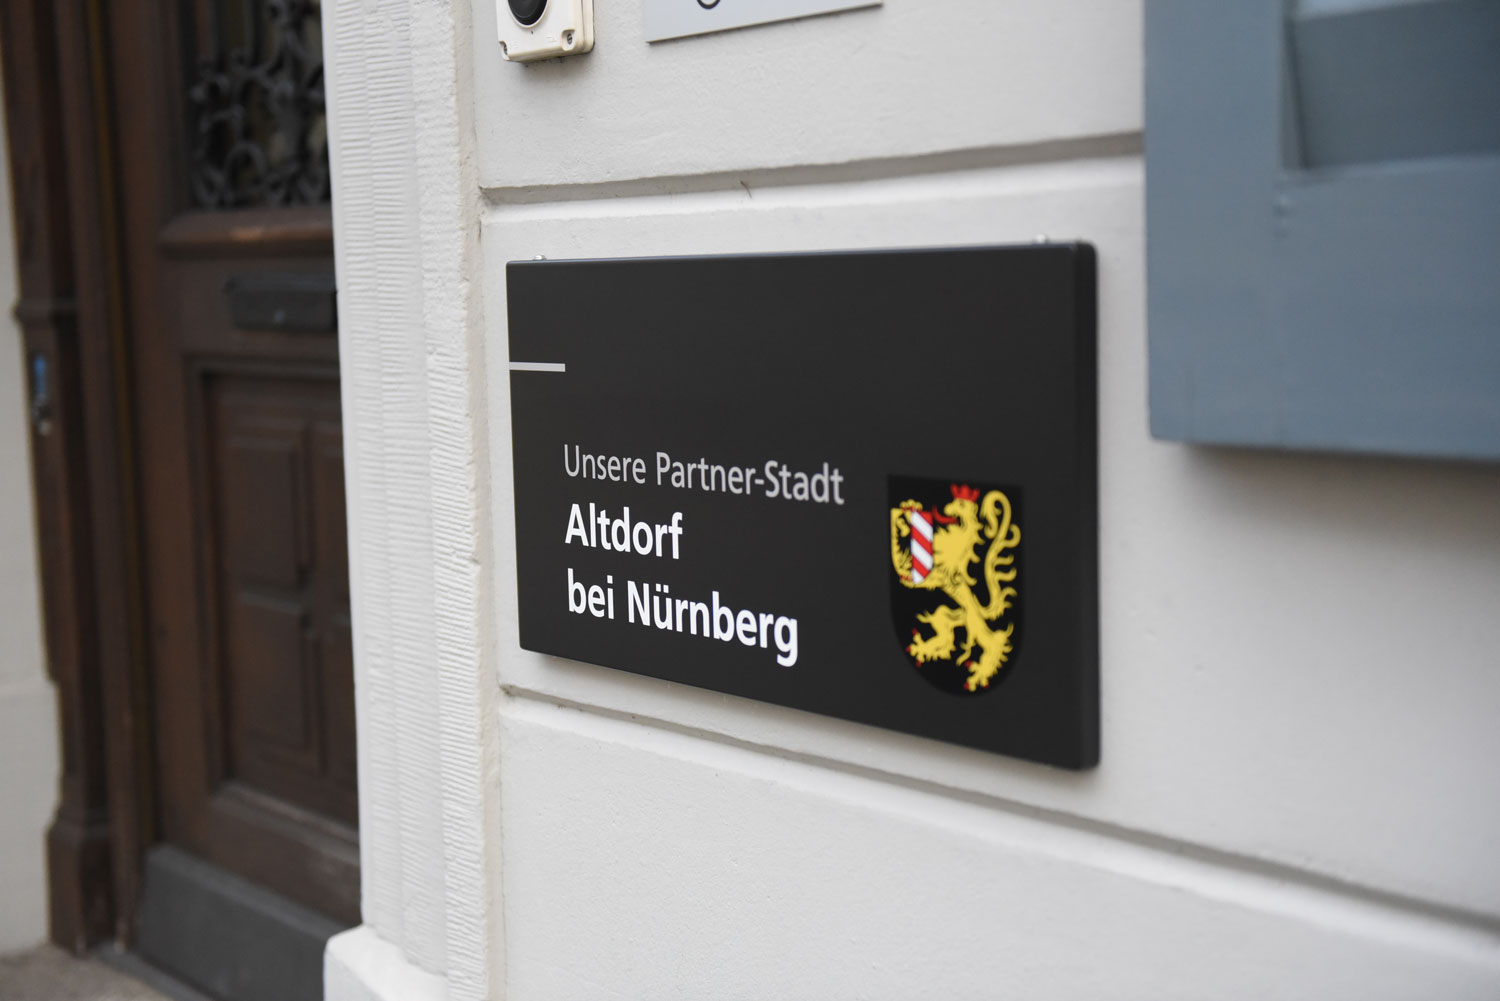 Unsere Partner-Stadt
Altdorf
bei Nürnberg